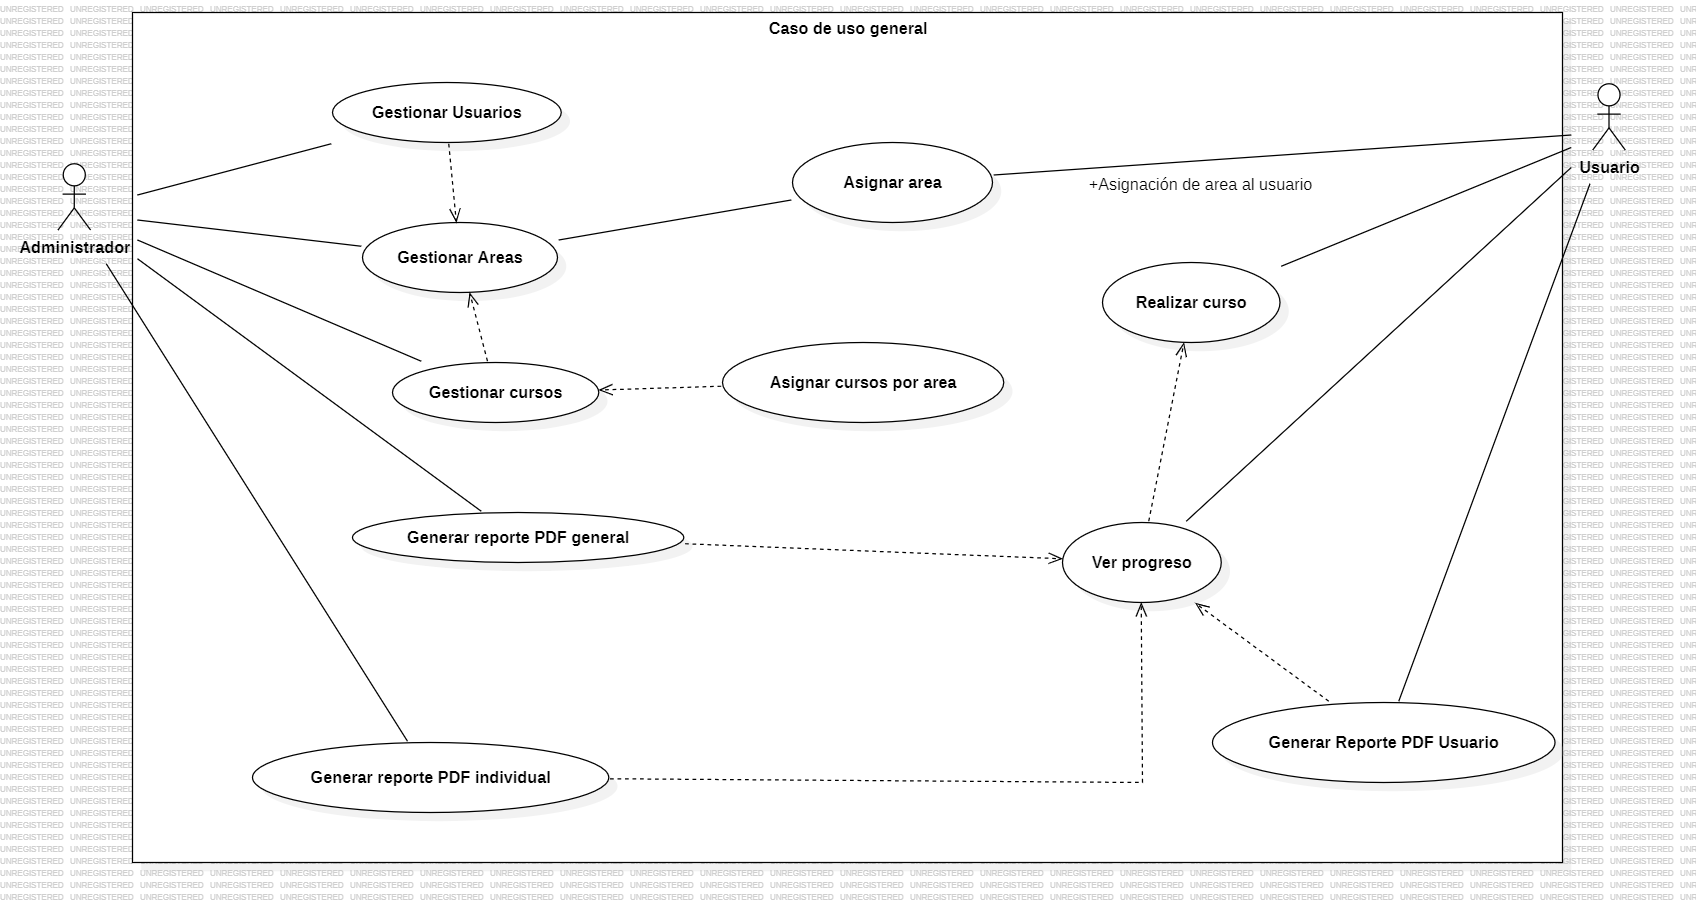 Caso de uso general
Gestionar Usuarios
Asignar area
Usuario
+Asignación de area al usuario
Administrador
Gestionar Areas
Realizar curso
Gestionar cursos
Asignar cursos por area
Generar reporte PDF general
Ver progreso
Generar Reporte PDF Usuario
Generar reporte PDF individual
UNREGISTERED